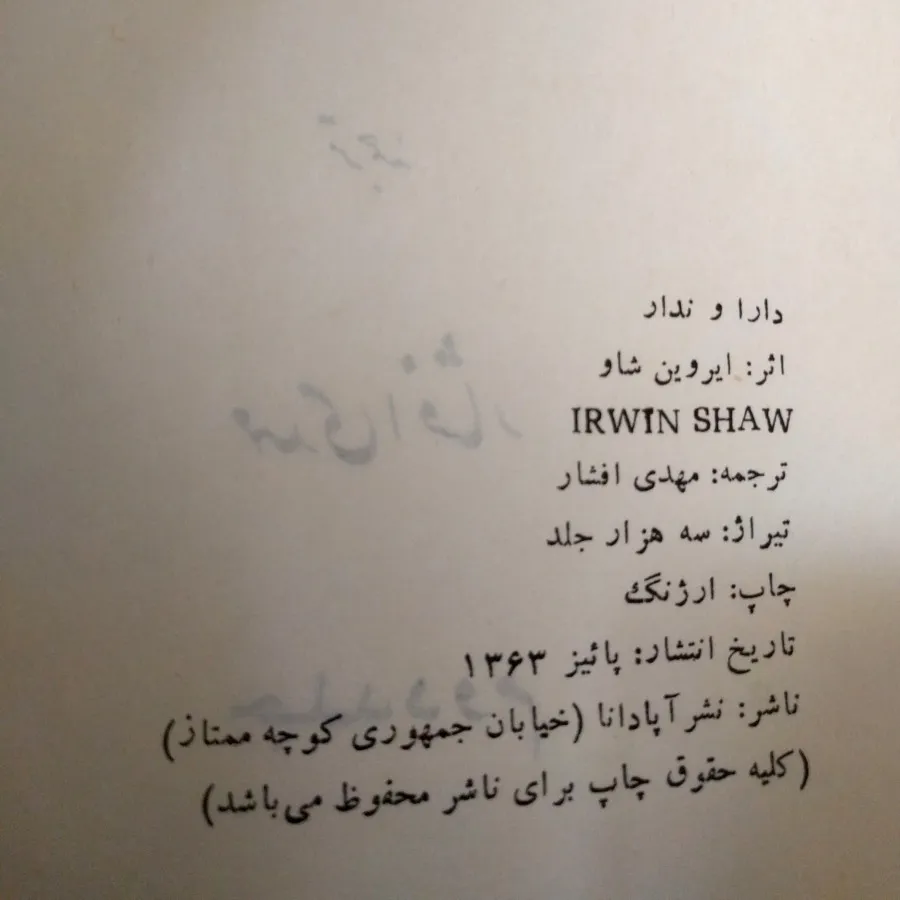 دارا و ندار
اثر: ایروین شاو
IRWIN SHAW
ترجمه: مهدی افشار
تیراژ: سه هزار جلد
چاپ: ارژنگ
تاریخ انتشار: پائیز ۱۳۶۳
ناشر: نشر آپادانا (خیابان جمهوری کوچه ممتاز)
(کلیه حقوق چاپ برای ناشر محفوظ می‌باشد)